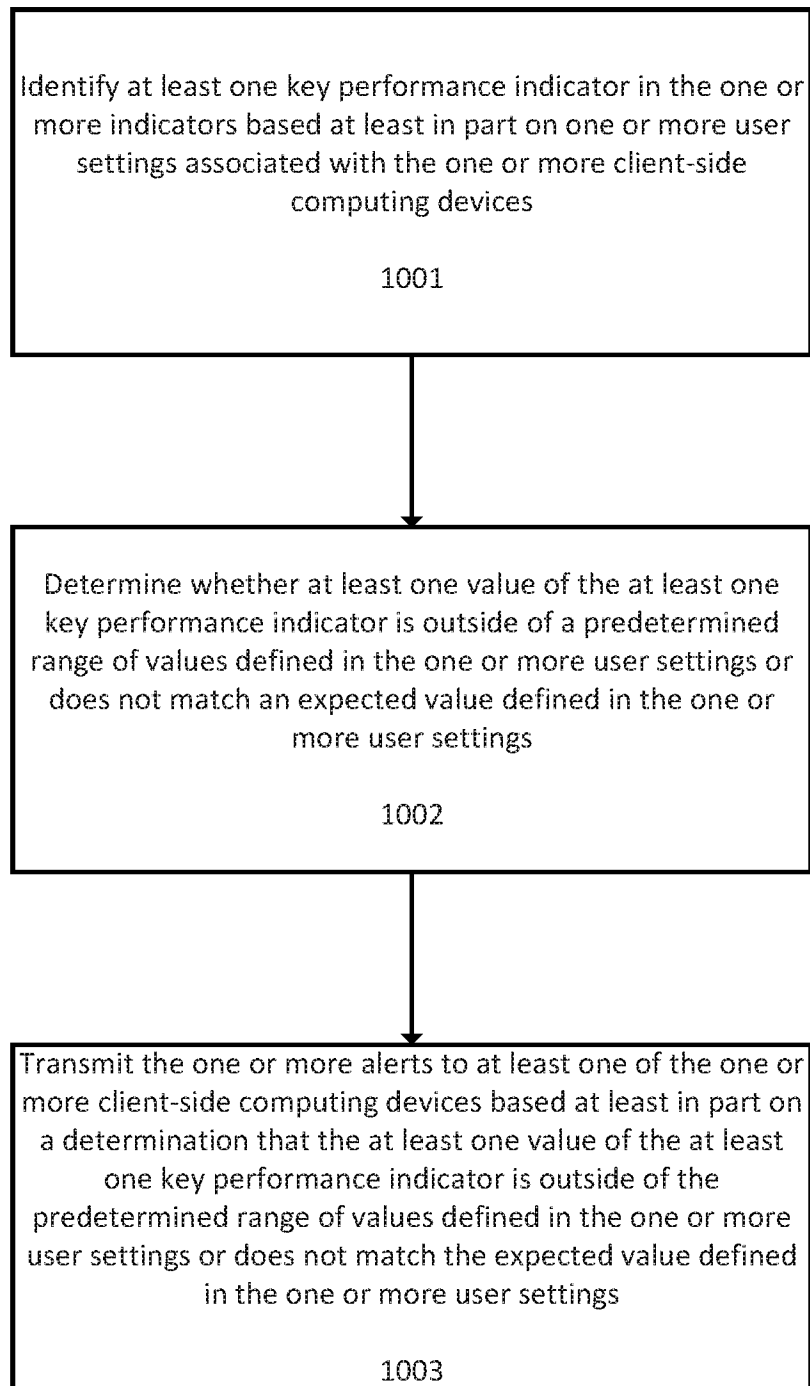 Identify at least one key performance indicator in the one or
more indicators based at least in part on one or more user
settings associated with the one or more client-side
computing devices
1001
Determine whether at least one value of the at least one
key performance indicator is outside of a predetermined
range of values defined in the one or more user settings or
does not match an expected value defined in the one or
more user settings
1002
Transmit the one or more alerts to at least one of the one or
more client-side computing devices based at least in part on
a determination that the at least one value of the at least
one key performance indicator is outside of the
predetermined range of values defined in the one or more
user settings or does not match the expected value defined
in the one or more user settings
1003